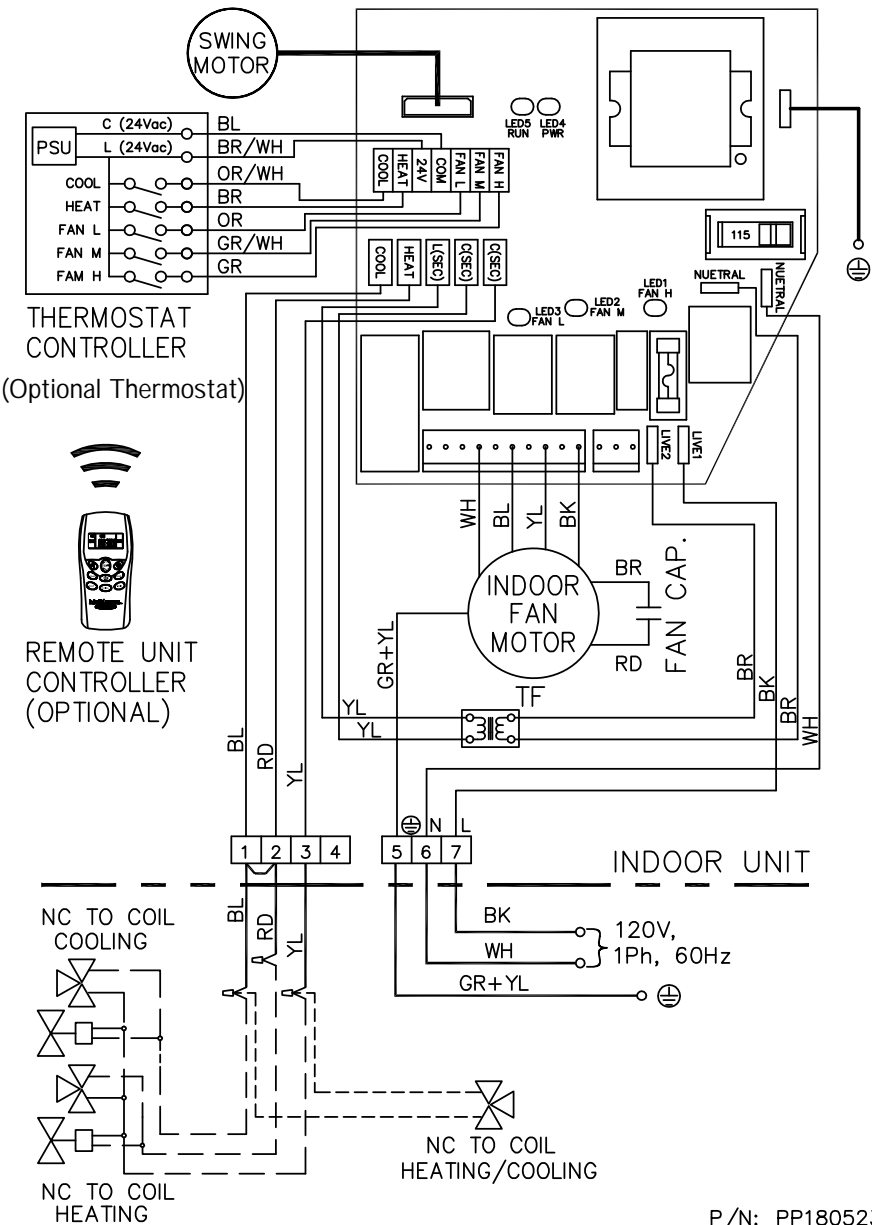 SWING
MOTOR
LED5
RUN
LED4
PWR
C (24Vac)
BL
PSU
L (24Vac)
BR/WH
COOL
OR/WH
HEAT
BR
FAN L
OR
FAN M
GR/WH
FAM H
GR
COOL
HEAT
24V
COM
FAN L
FAN M
FAN H
115
COOL
HEAT
L(SEC)
C(SEC)
C(SEC)
NUETRAL
NUETRAL
LED3
FAN L
LED2
FAN M
LED1
FAN H
THERMOSTAT
CONTROLLER
(Optional Thermostat)
LIVE2
LIVE1
WH
BL
YL
BK
INDOOR
FAN
MOTOR
BR
RD
FAN CAP.
GR+YL
REMOTE UNIT
CONTROLLER
(OPTIONAL)
TF
YL
YL
BR
BK
BR
WH
BL
RD
YL
N
L
1
2
3
4
5
6
7
INDOOR UNIT
BL
RD
YL
NC TO COIL
COOLING
BK
WH
GR+YL
120V,
1Ph, 60Hz
NC TO COIL
HEATING/COOLING
NC TO COIL
HEATING
P/N: PP180523